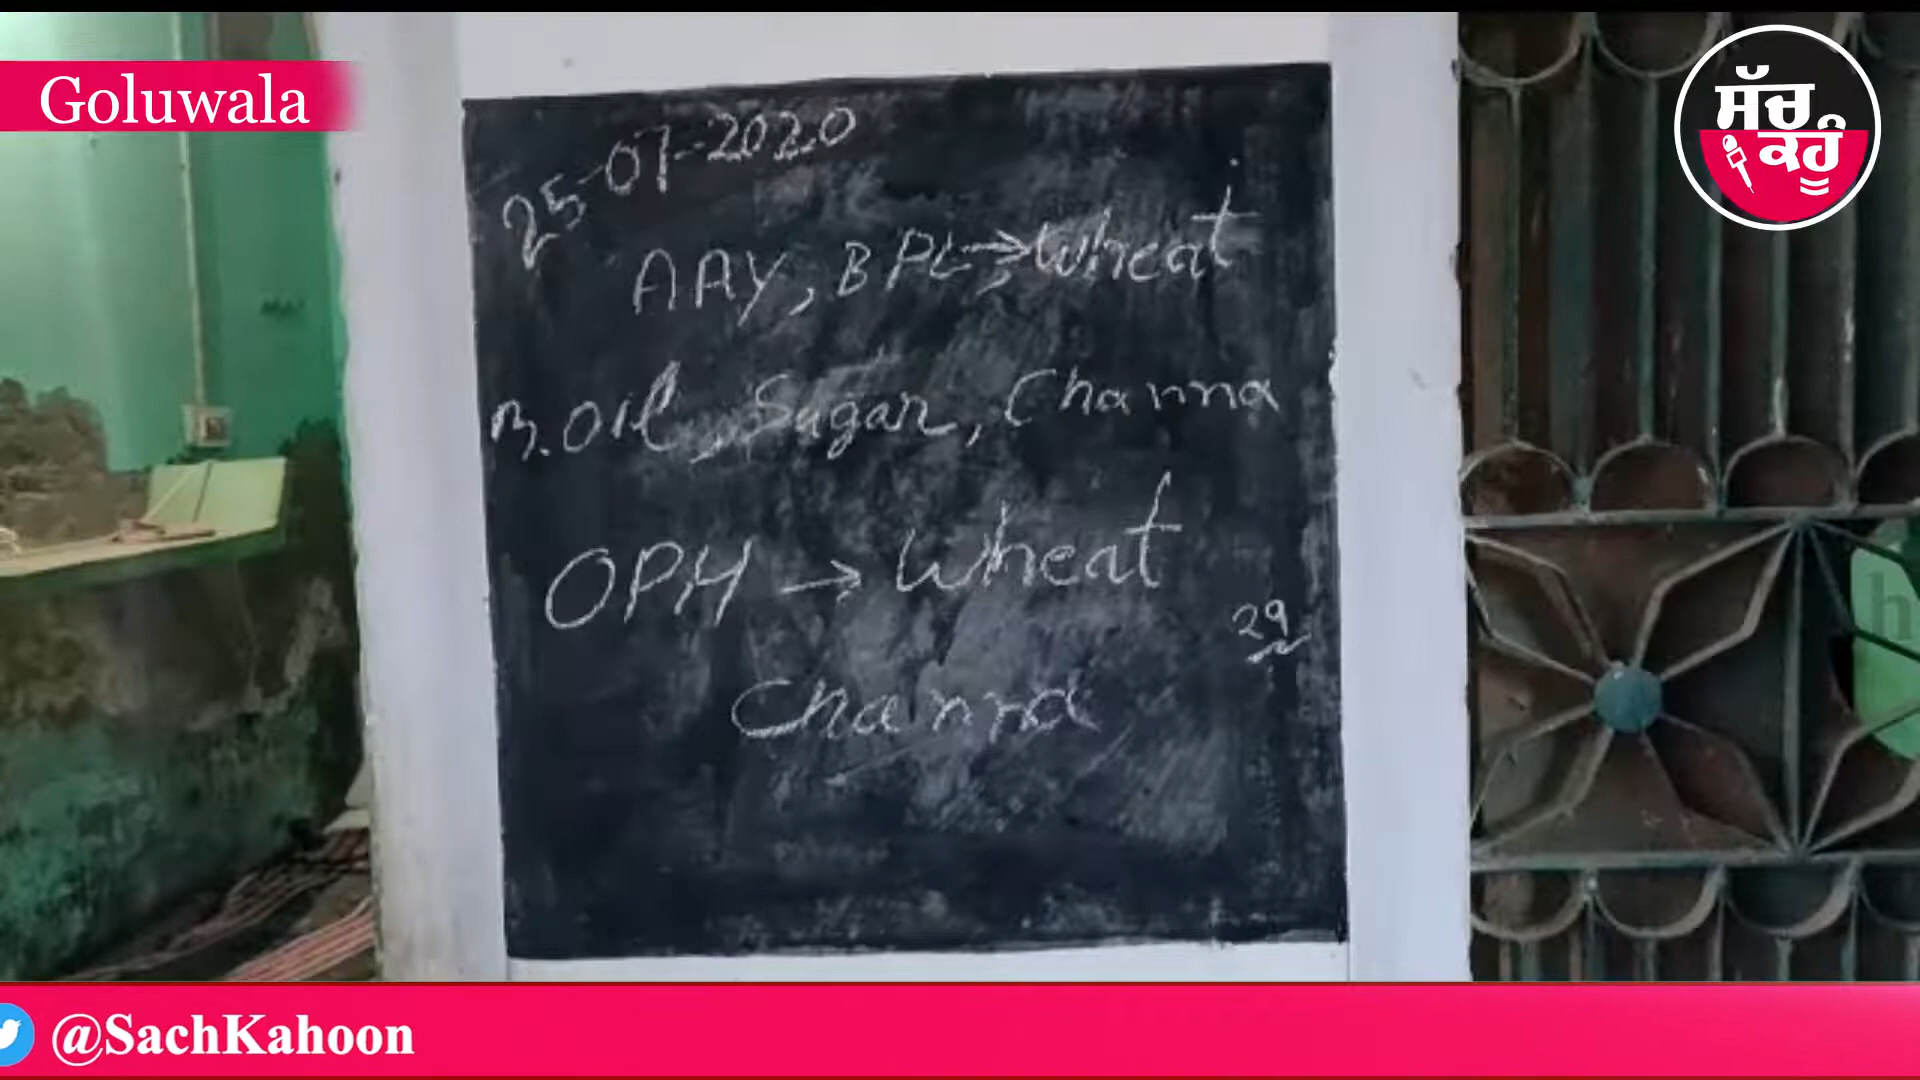 Goluwala
ਸੱਚ
ਕਹੂੰ
25-07-2020
AAY, BPL → Wheat
M.Oil, Sugar, Channa
OPH → Wheat
29
Channa
@SachKahoon